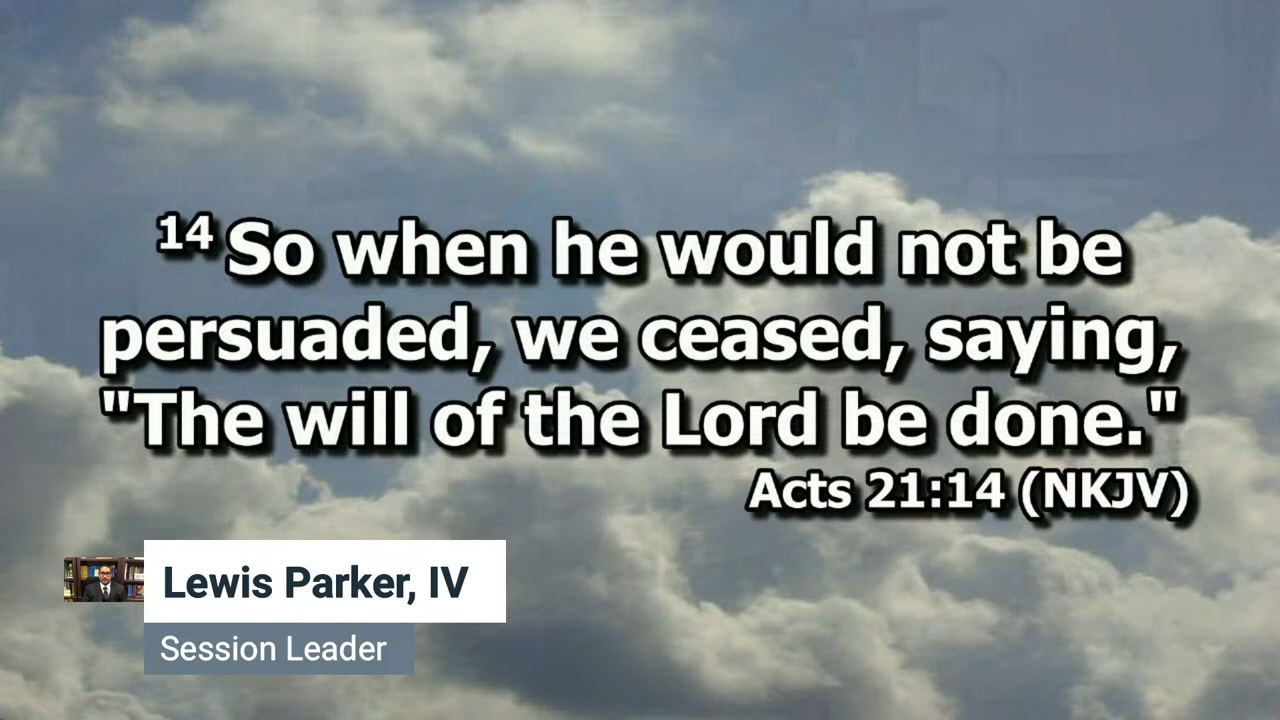 14 So when he would not be
persuaded, we ceased, saying,
"The will of the Lord be done."
Acts 21:14 (NKJV)
Lewis Parker, IV
Session Leader